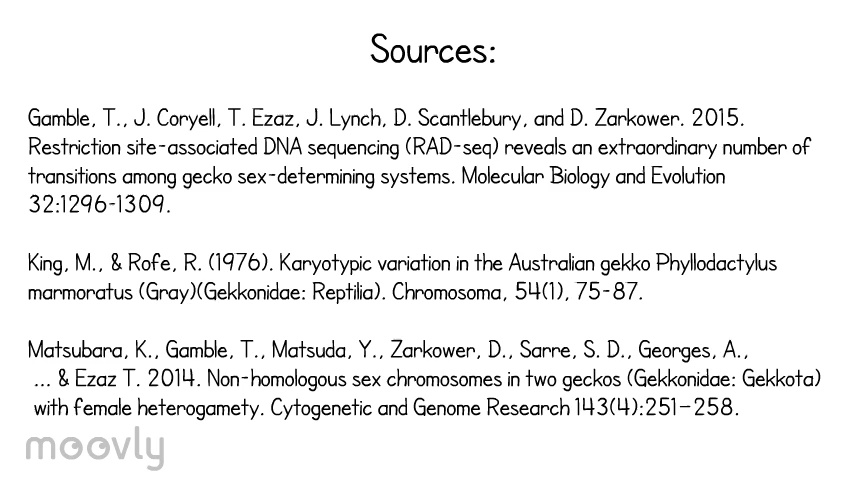 Sources:
Gamble, T., J. Coryell, T. Ezaz, J. Lynch, D. Scantlebury, and D. Zarkower. 2015.
Restriction site-associated DNA sequencing (RAD-seq) reveals an extraordinary number of
transitions among gecko sex-determining systems. Molecular Biology and Evolution
32:1296-1309.
King, M., & Rofe, R. (1976). Karyotypic variation in the Australian gekko Phyllodactylus
marmoratus (Gray)(Gekkonidae: Reptilia). Chromosoma, 54(1), 75-87.
Matsubara, K., Gamble, T., Matsuda, Y., Zarkower, D., Sarre, S. D., Georges, A.,
... & Ezaz T. 2014. Non-homologous sex chromosomes in two geckos (Gekkonidae: Gekkota)
with female heterogamety. Cytogenetic and Genome Research 143(4):251–258.
moovly